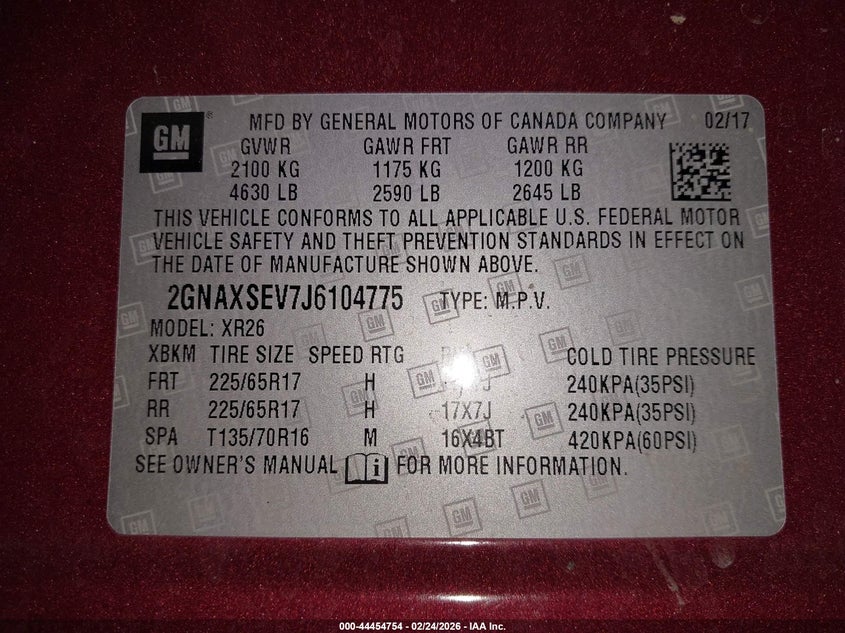 GM ® MFD BY GENERAL MOTORS OF CANADA COMPANY 02/17
GVWR GAWR FRT GAWR RR
2100 KG 1175 KG 1200 KG
4630 LB 2590 LB 2645 LB
THIS VEHICLE CONFORMS TO ALL APPLICABLE U.S. FEDERAL MOTOR
VEHICLE SAFETY AND THEFT PREVENTION STANDARDS IN EFFECT ON
THE DATE OF MANUFACTURE SHOWN ABOVE.
2GNAXSEV7J6104775 TYPE: M.P.V.
MODEL: XR26
XBKM TIRE SIZE SPEED RTG COLD TIRE PRESSURE
FRT 225/65R17 H 240KPA(35PSI)
RR 225/65R17 H 17X7J 240KPA(35PSI)
SPA T135/70R16 M 16X4BT 420KPA(60PSI)
SEE OWNER'S MANUAL FOR MORE INFORMATION.
000-44454754 - 02/24/2026 - IAA Inc.